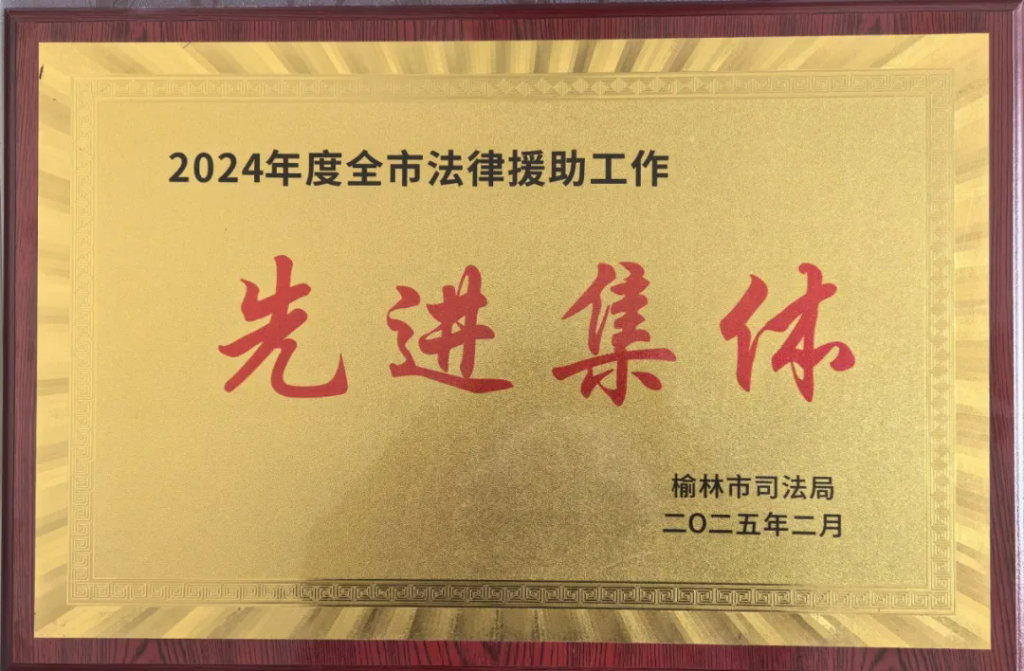 2024年度全市法律援助工作
先进集体
榆林市司法局
二〇二五年二月